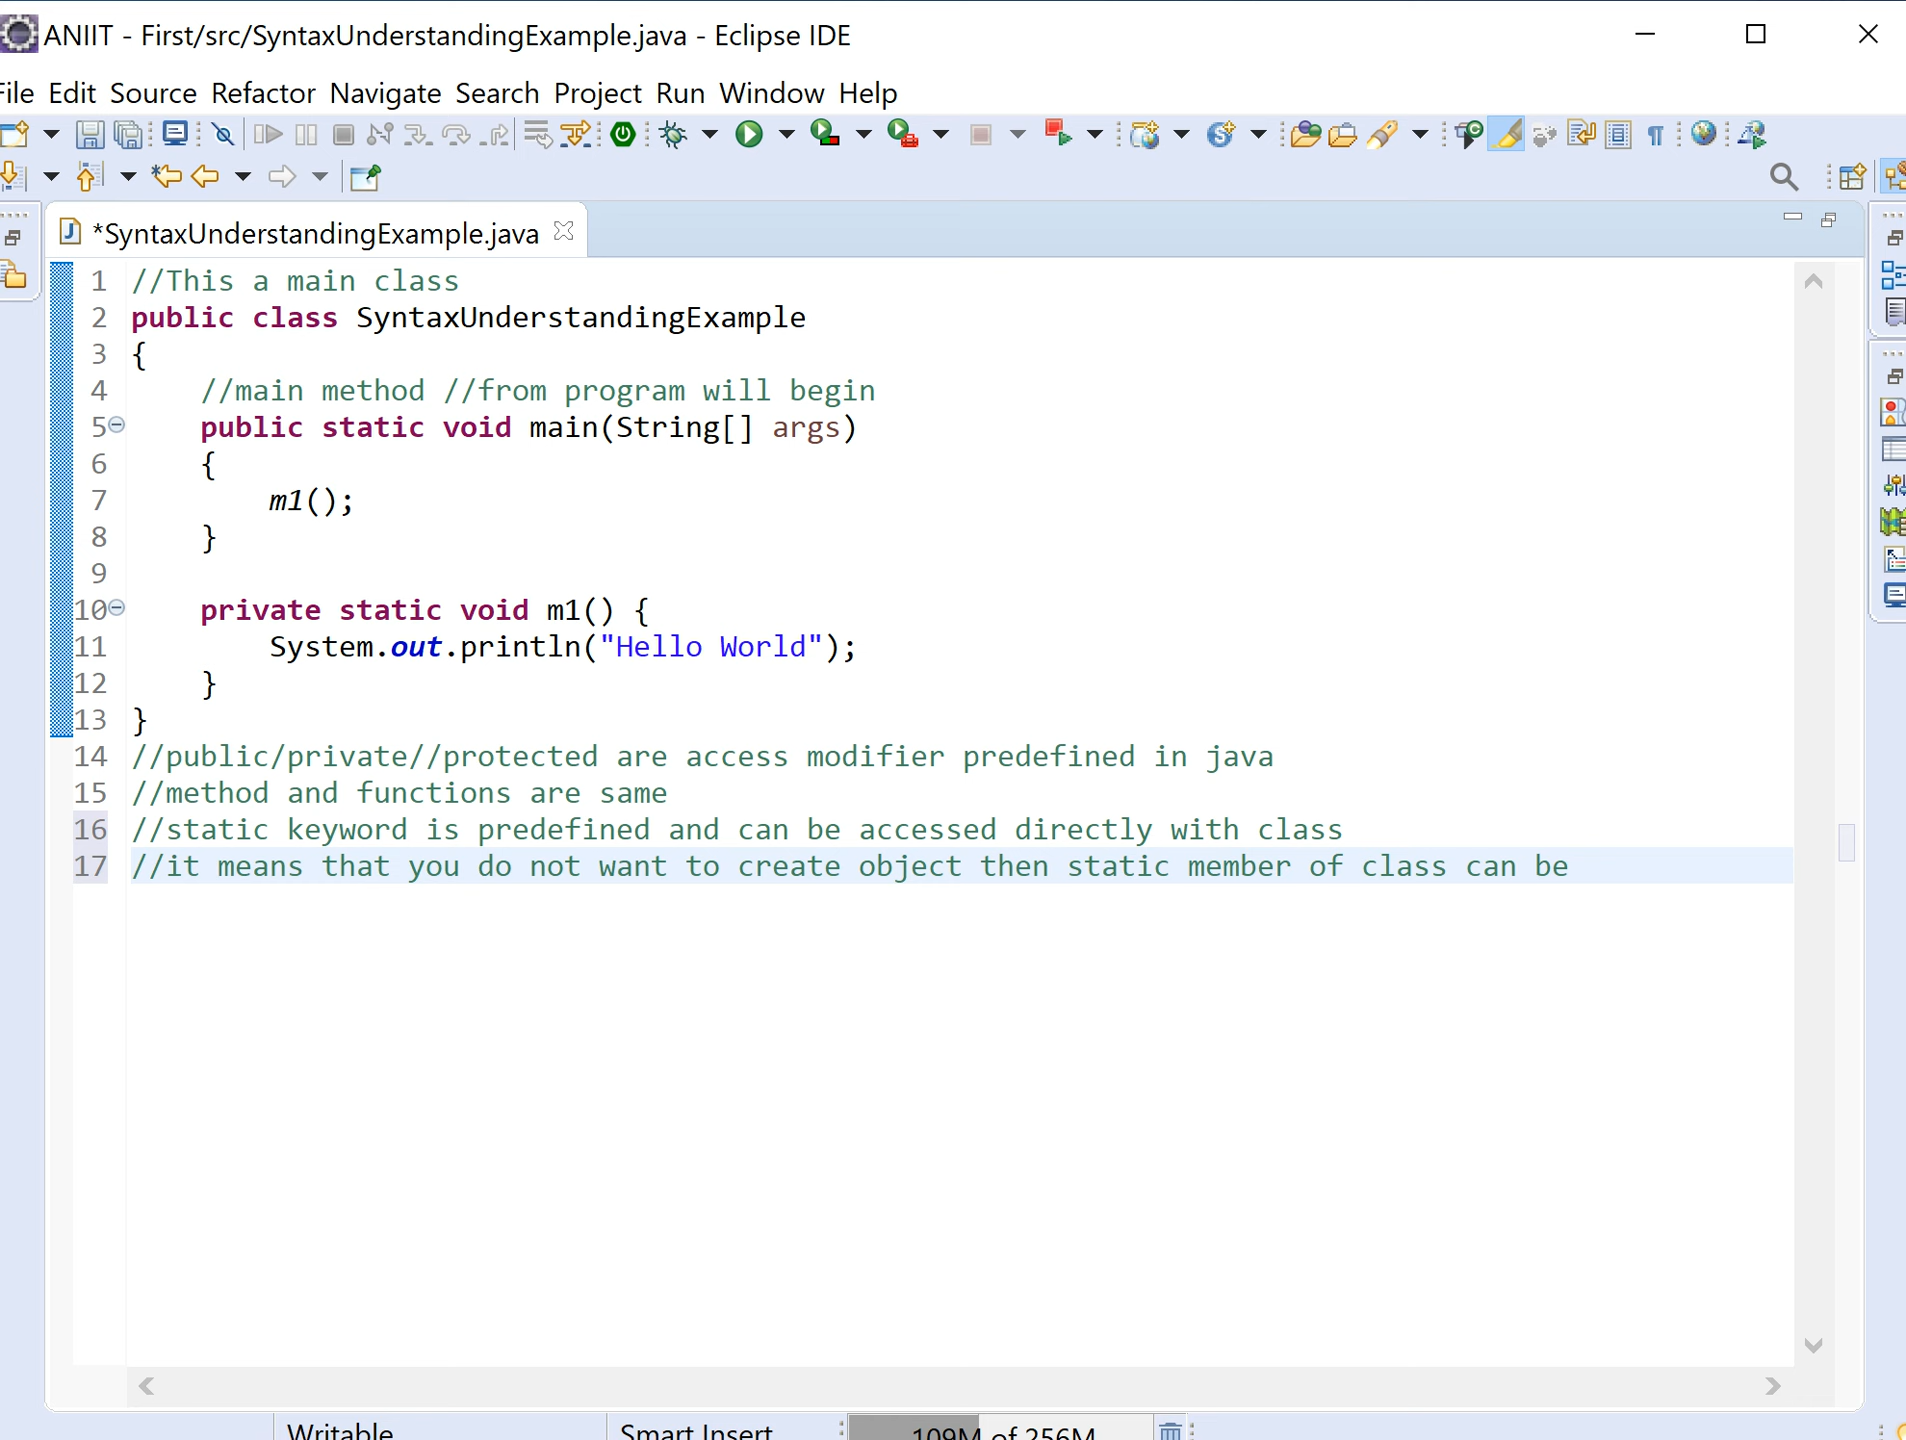 ANIIT - First/src/SyntaxUnderstandingExample.java - Eclipse IDE
File Edit Source Refactor Navigate Search Project Run Window Help
*SyntaxUnderstandingExample.java
1 //This a main class
2 public class SyntaxUnderstandingExample
3 {
4 //main method //from program will begin
5 public static void main(String[] args)
6 {
7 m1();
8 }
9
10 private static void m1() {
11 System.out.println("Hello World");
12 }
13 }
14 //public/private//protected are access modifier predefined in java
15 //method and functions are same
16 //static keyword is predefined and can be accessed directly with class
17 //it means that you do not want to create object then static member of class can be
Writable Smart Insert 109M of 256M